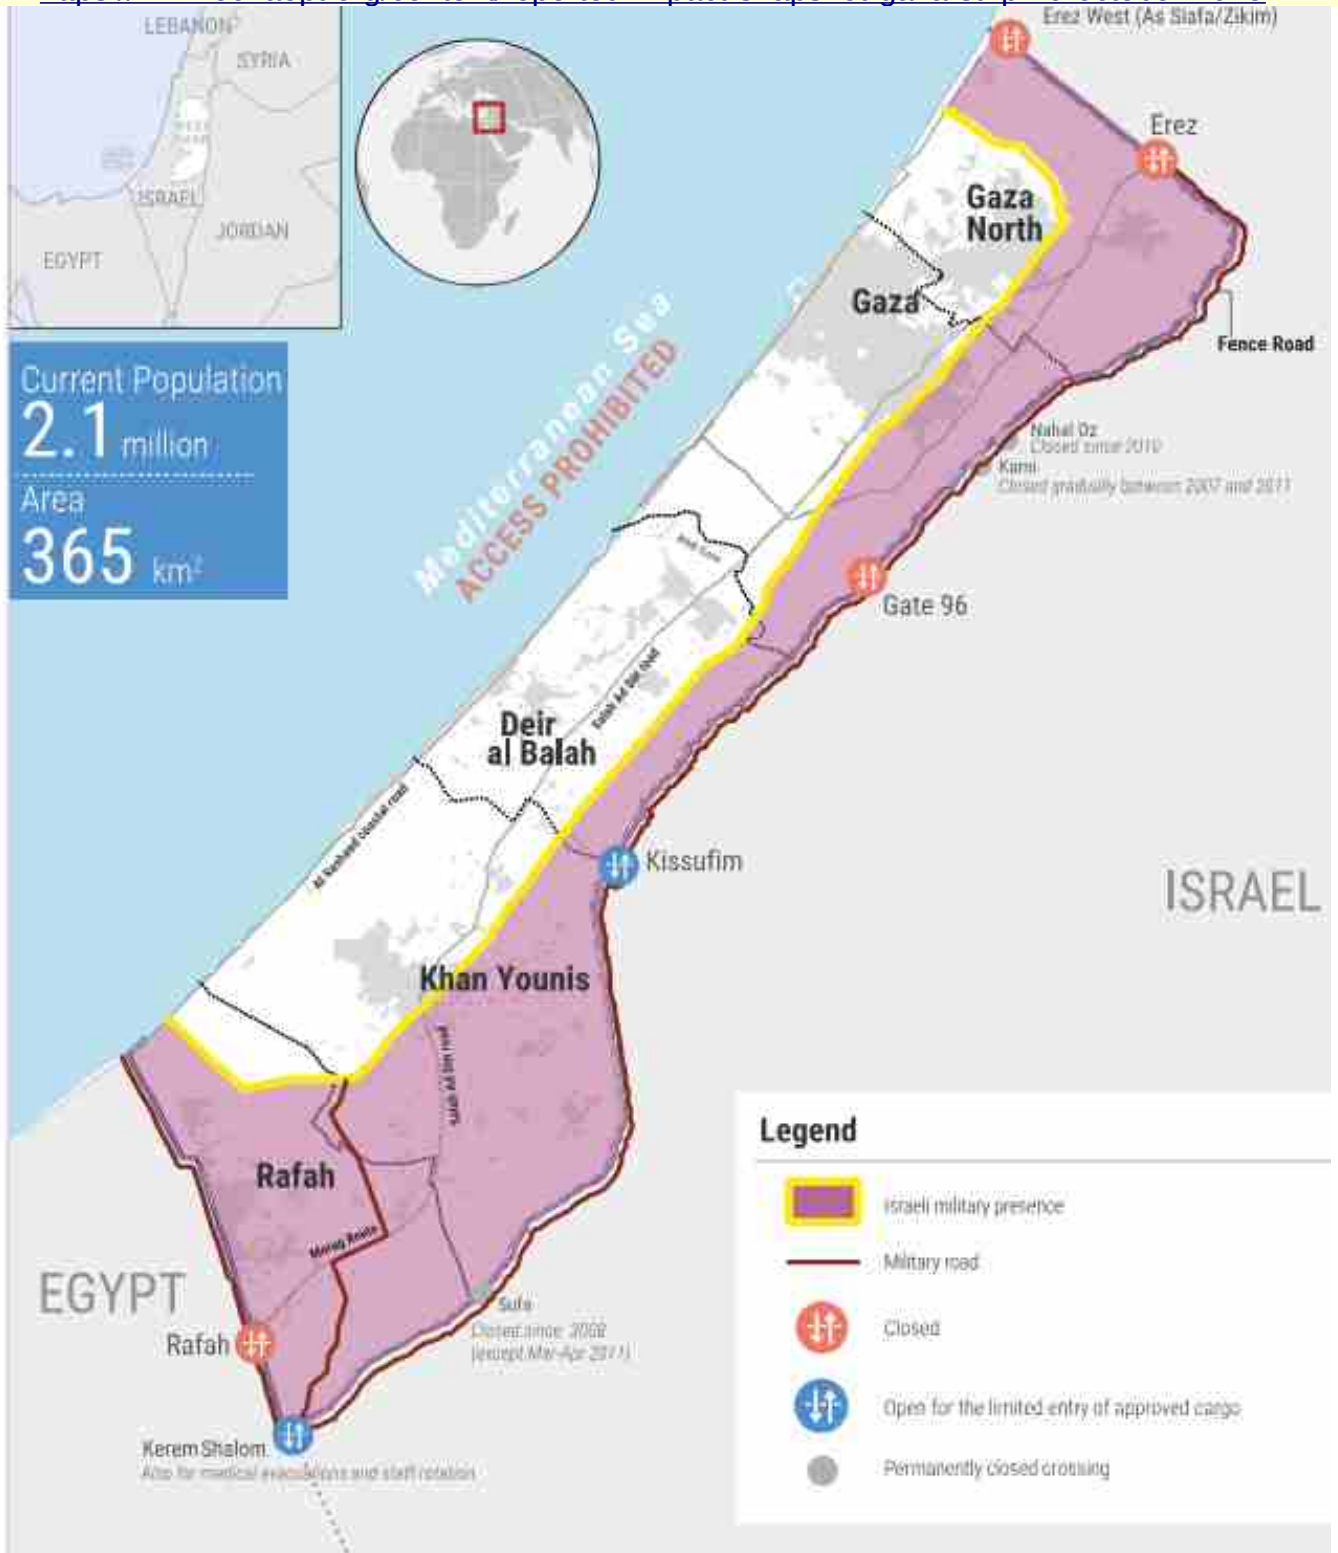 LEBANON
SYRIA
ISRAEL
JORDAN
EGYPT
Erez West (As Siafa/Zikim)
Erez
Gaza
North
Gaza
Fence Road
Current Population
2.1 million
Area
365 km²
Mediterranean Sea
ACCESS PROHIBITED
Nahal Oz
Closed since 2010
Karni
Closed gradually between 2007 and 2011
Gate 96
Salah Ad Din road
Deir
al Balah
Al Rasheed coastal road
Kissufim
ISRAEL
Khan Younis
Salah Ad Din road
Rafah
Morag Route
EGYPT
Rafah
Sufa
Closed since 2008
(except Mar-Apr 2011)
Kerem Shalom
Also for medical evacuations and staff rotation
Legend
Israeli military presence
Military road
Closed
Open for the limited entry of approved cargo
Permanently closed crossing